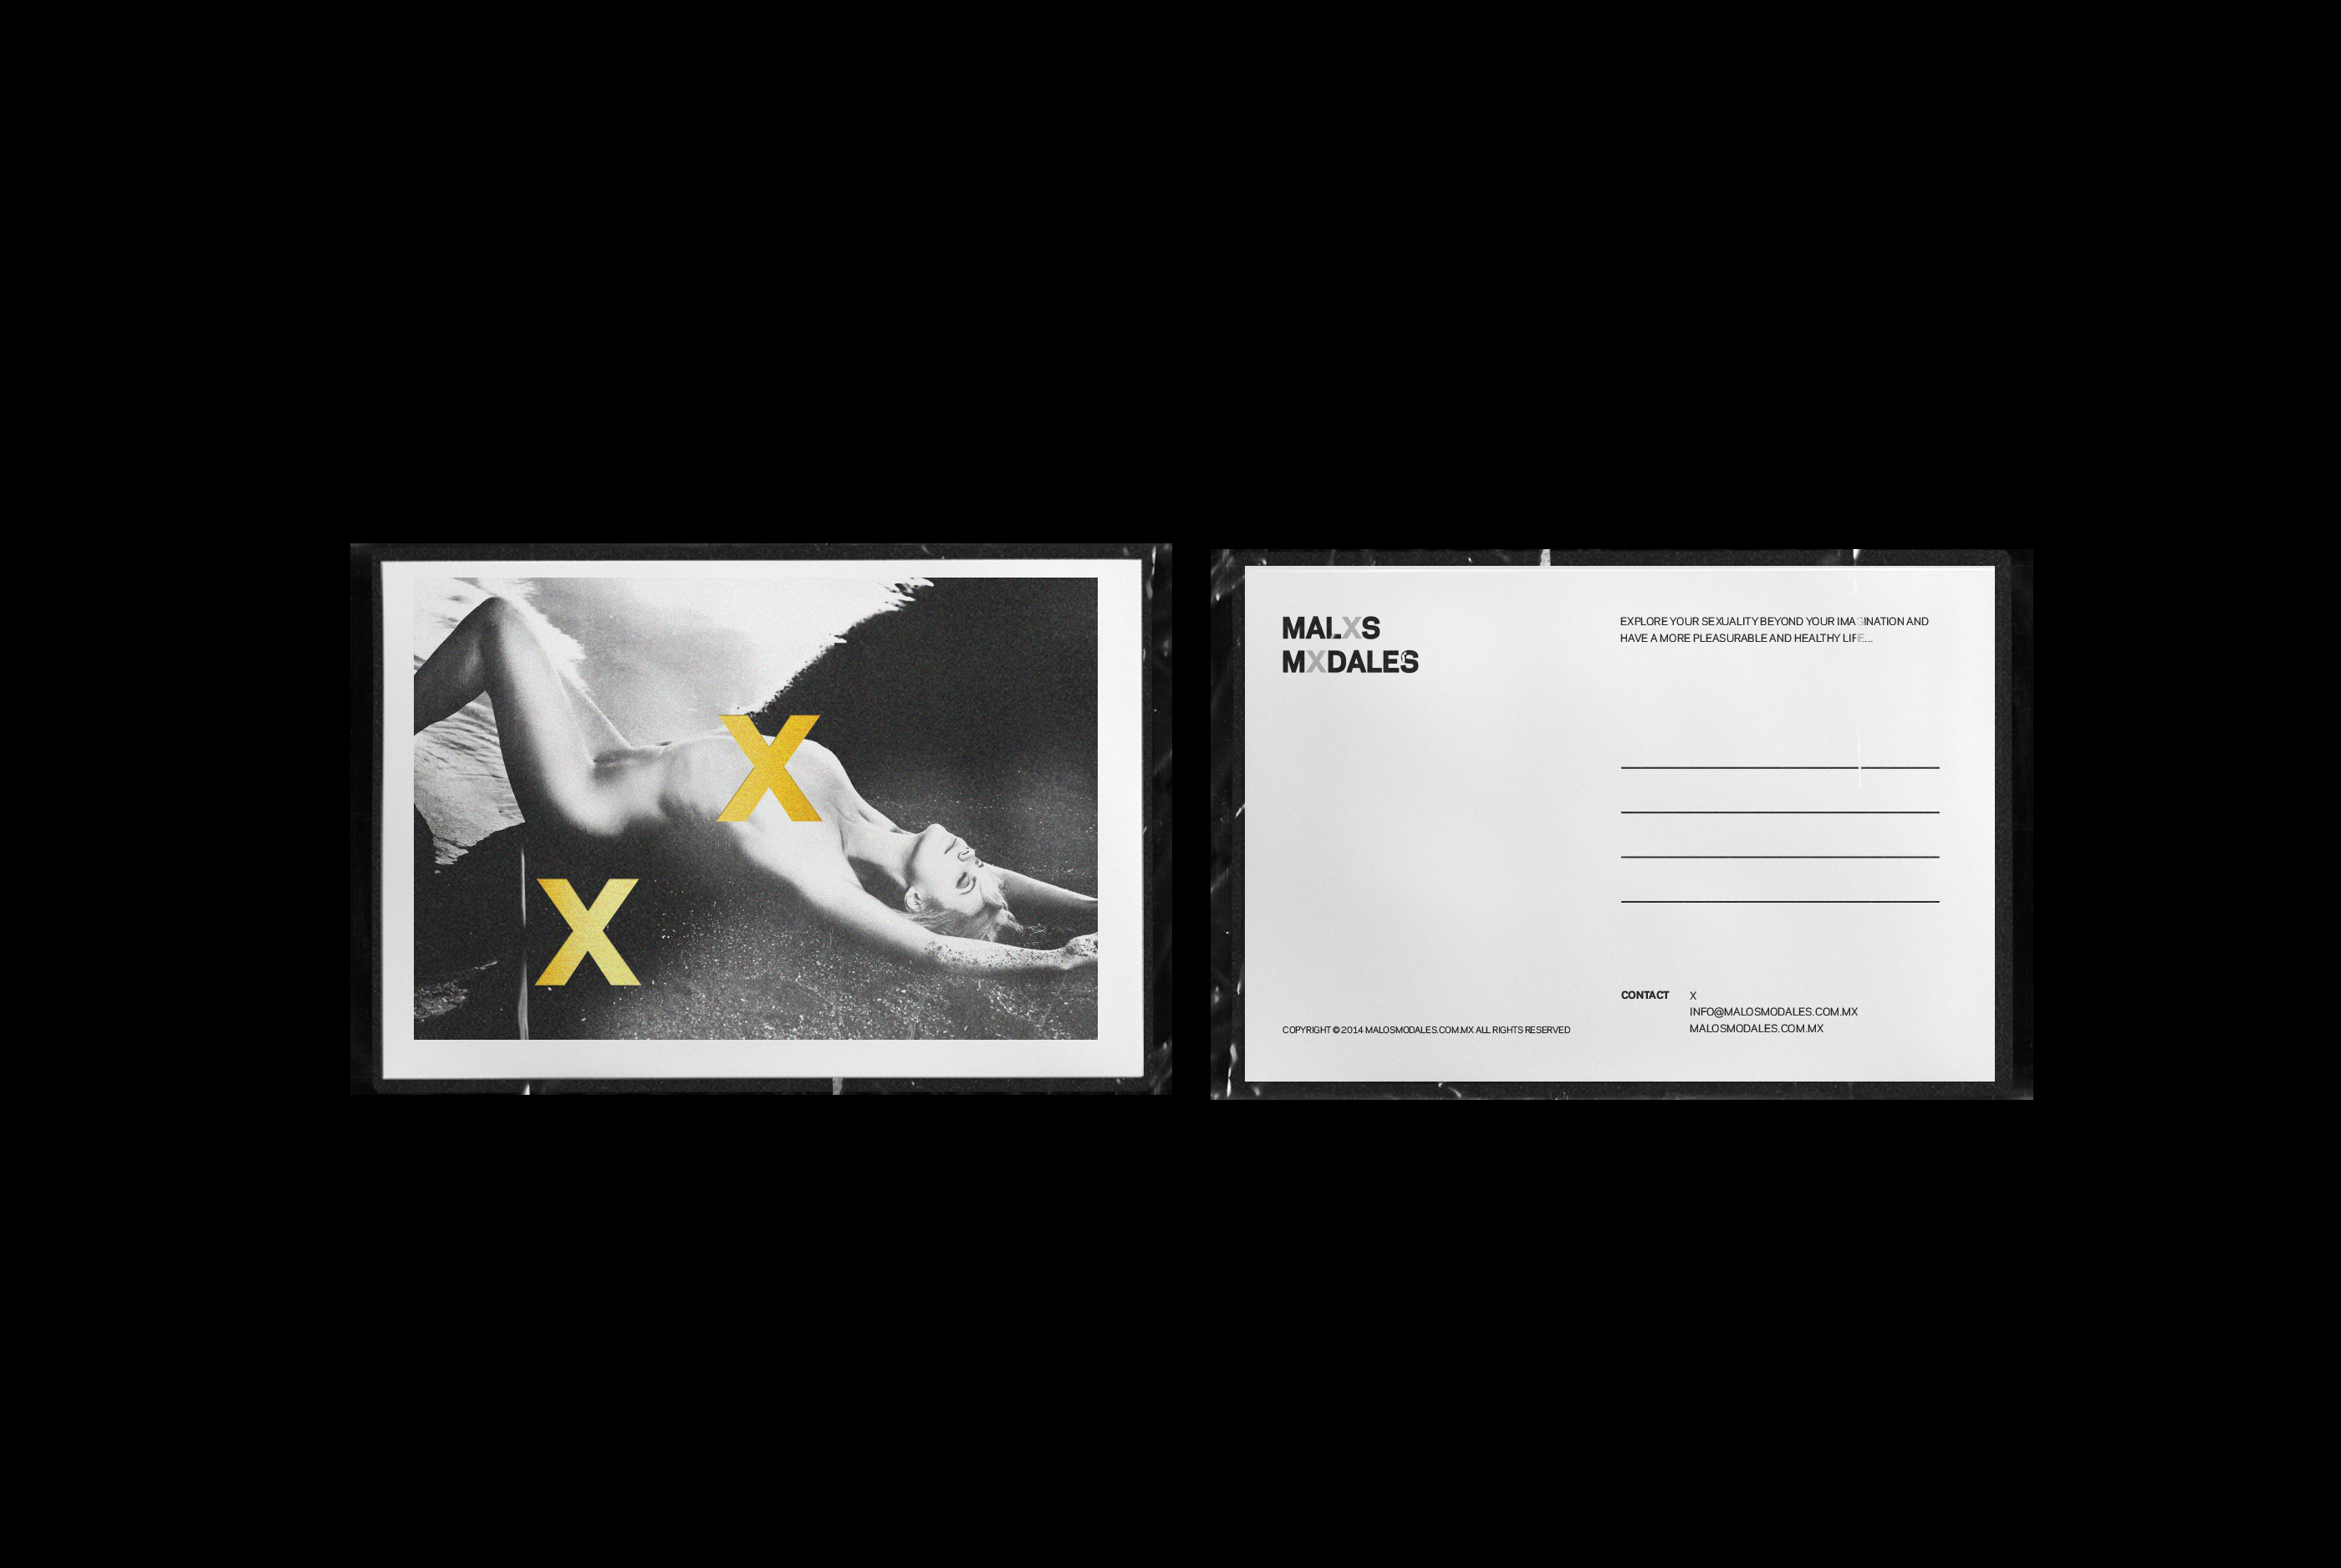 X
X
MALXS
MXDALES
EXPLORE YOUR SEXUALITY BEYOND YOUR IMAGINATION AND
HAVE A MORE PLEASURABLE AND HEALTHY LIFE...
CONTACT X
INFO@MALOSMODALES.COM.MX
MALOSMODALES.COM.MX
COPYRIGHT © 2014 MALOSMODALES.COM.MX ALL RIGHTS RESERVED